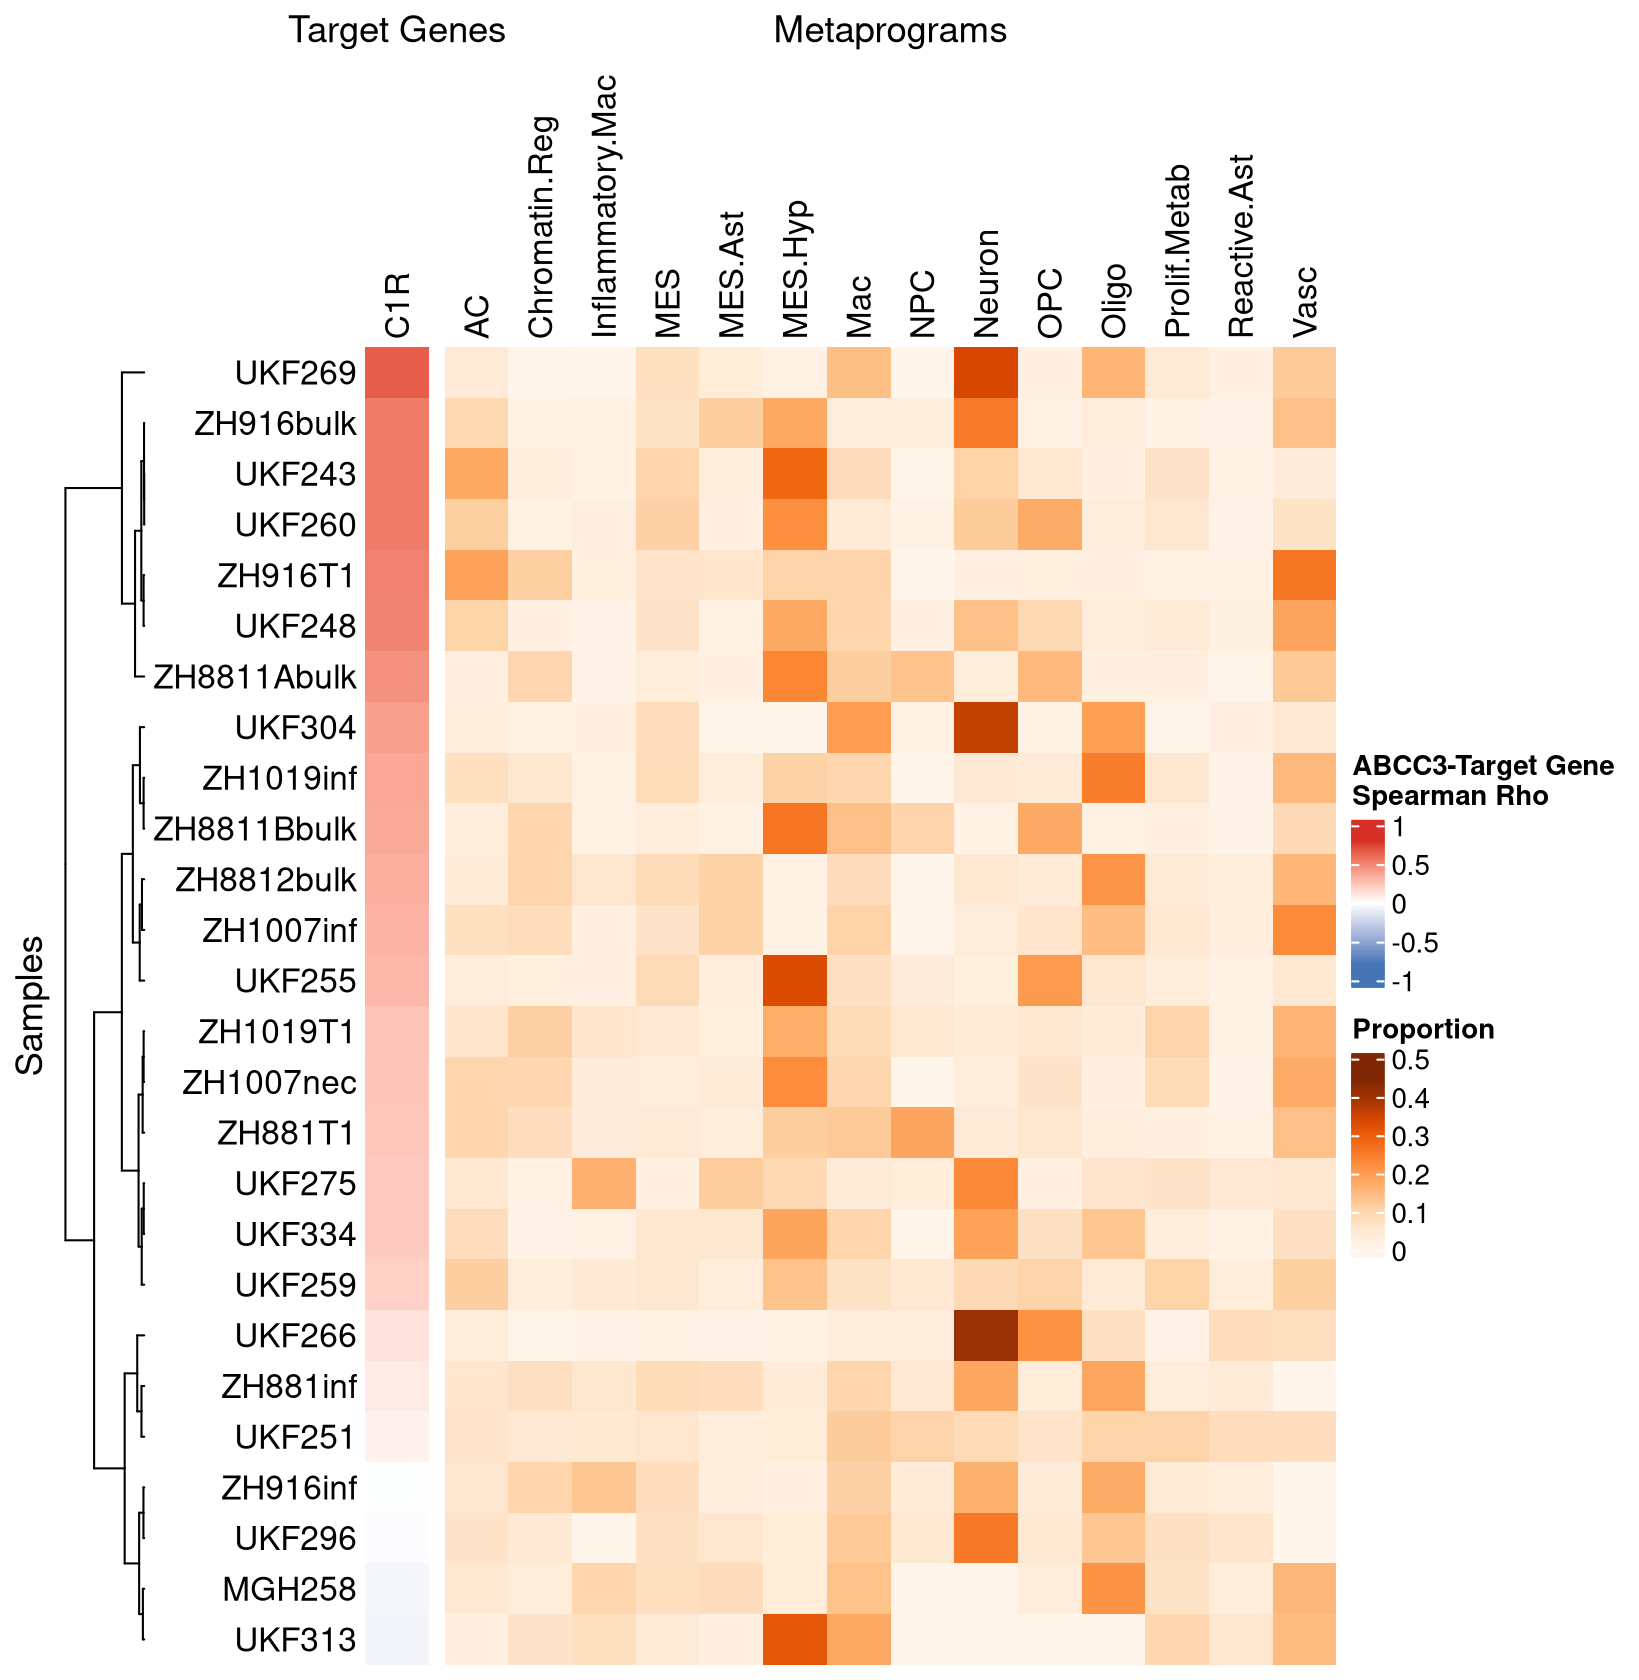 Target Genes
Metaprograms
C1R
AC
Chromatin.Reg
Inflammatory.Mac
MES
MES.Ast
MES.Hyp
Mac
NPC
Neuron
OPC
Oligo
Prolif.Metab
Reactive.Ast
Vasc
Samples
UKF269
ZH916bulk
UKF243
UKF260
ZH916T1
UKF248
ZH8811Abulk
UKF304
ZH1019inf
ZH8811Bbulk
ZH8812bulk
ZH1007inf
UKF255
ZH1019T1
ZH1007nec
ZH881T1
UKF275
UKF334
UKF259
UKF266
ZH881inf
UKF251
ZH916inf
UKF296
MGH258
UKF313
ABCC3-Target Gene
Spearman Rho
1
0.5
0
-0.5
-1
Proportion
0.5
0.4
0.3
0.2
0.1
0